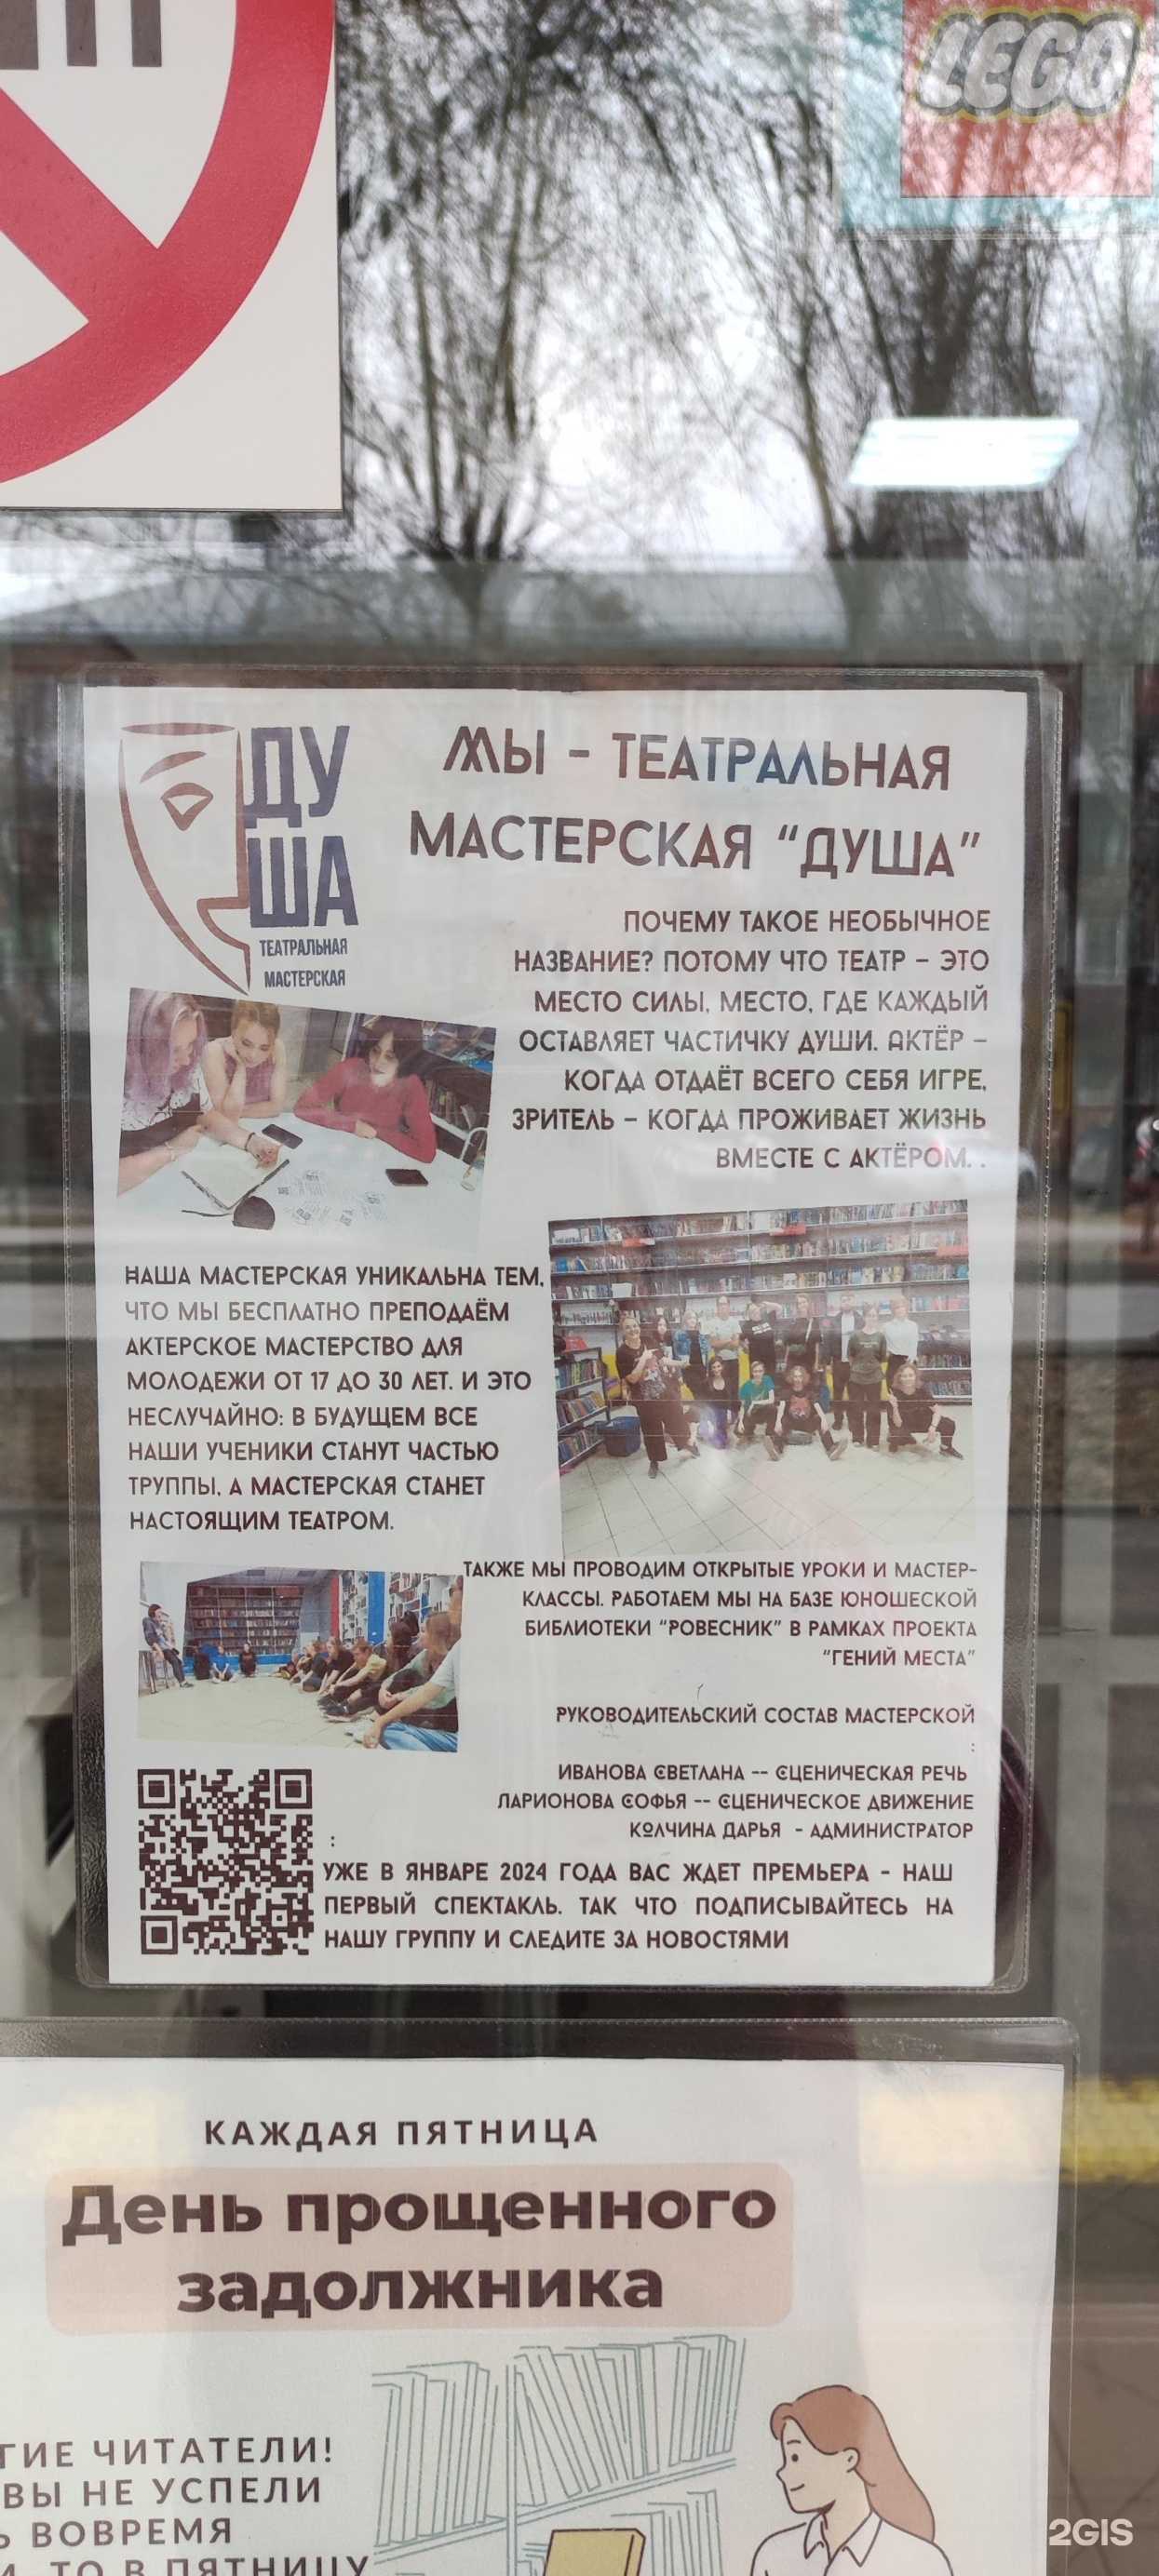 LEGO
ДУ
ША
ТЕАТРАЛЬНАЯ
МАСТЕРСКАЯ
МЫ - ТЕАТРАЛЬНАЯ
МАСТЕРСКАЯ “ДУША”
ПОЧЕМУ ТАКОЕ НЕОБЫЧНОЕ
НАЗВАНИЕ? ПОТОМУ ЧТО ТЕАТР – ЭТО
МЕСТО СИЛЫ, МЕСТО, ГДЕ КАЖДЫЙ
ОСТАВЛЯЕТ ЧАСТИЧКУ ДУШИ. АКТЁР –
КОГДА ОТДАЁТ ВСЕГО СЕБЯ ИГРЕ,
ЗРИТЕЛЬ – КОГДА ПРОЖИВАЕТ ЖИЗНЬ
ВМЕСТЕ С АКТЁРОМ. .
НАША МАСТЕРСКАЯ УНИКАЛЬНА ТЕМ,
ЧТО МЫ БЕСПЛАТНО ПРЕПОДАЁМ
АКТЕРСКОЕ МАСТЕРСТВО ДЛЯ
МОЛОДЕЖИ ОТ 17 ДО 30 ЛЕТ. И ЭТО
НЕСЛУЧАЙНО: В БУДУЩЕМ ВСЕ
НАШИ УЧЕНИКИ СТАНУТ ЧАСТЬЮ
ТРУППЫ, А МАСТЕРСКАЯ СТАНЕТ
НАСТОЯЩИМ ТЕАТРОМ.
ТАКЖЕ МЫ ПРОВОДИМ ОТКРЫТЫЕ УРОКИ И МАСТЕР-
КЛАССЫ. РАБОТАЕМ МЫ НА БАЗЕ ЮНОШЕСКОЙ
БИБЛИОТЕКИ “РОВЕСНИК” В РАМКАХ ПРОЕКТА
“ГЕНИЙ МЕСТА”
РУКОВОДИТЕЛЬСКИЙ СОСТАВ МАСТЕРСКОЙ
:
ИВАНОВА СВЕТЛАНА -- СЦЕНИЧЕСКАЯ РЕЧЬ
ЛАРИОНОВА СОФЬЯ -- СЦЕНИЧЕСКОЕ ДВИЖЕНИЕ
КОЛЧИНА ДАРЬЯ - АДМИНИСТРАТОР
:
УЖЕ В ЯНВАРЕ 2024 ГОДА ВАС ЖДЕТ ПРЕМЬЕРА - НАШ
ПЕРВЫЙ СПЕКТАКЛЬ. ТАК ЧТО ПОДПИСЫВАЙТЕСЬ НА
НАШУ ГРУППУ И СЛЕДИТЕ ЗА НОВОСТЯМИ
КАЖДАЯ ПЯТНИЦА
День прощенного
задолжника
ГИЕ ЧИТАТЕЛИ!
ВЫ НЕ УСПЕЛИ
Ь ВОВРЕМЯ
И, ТО В ПЯТНИЦУ
2GIS